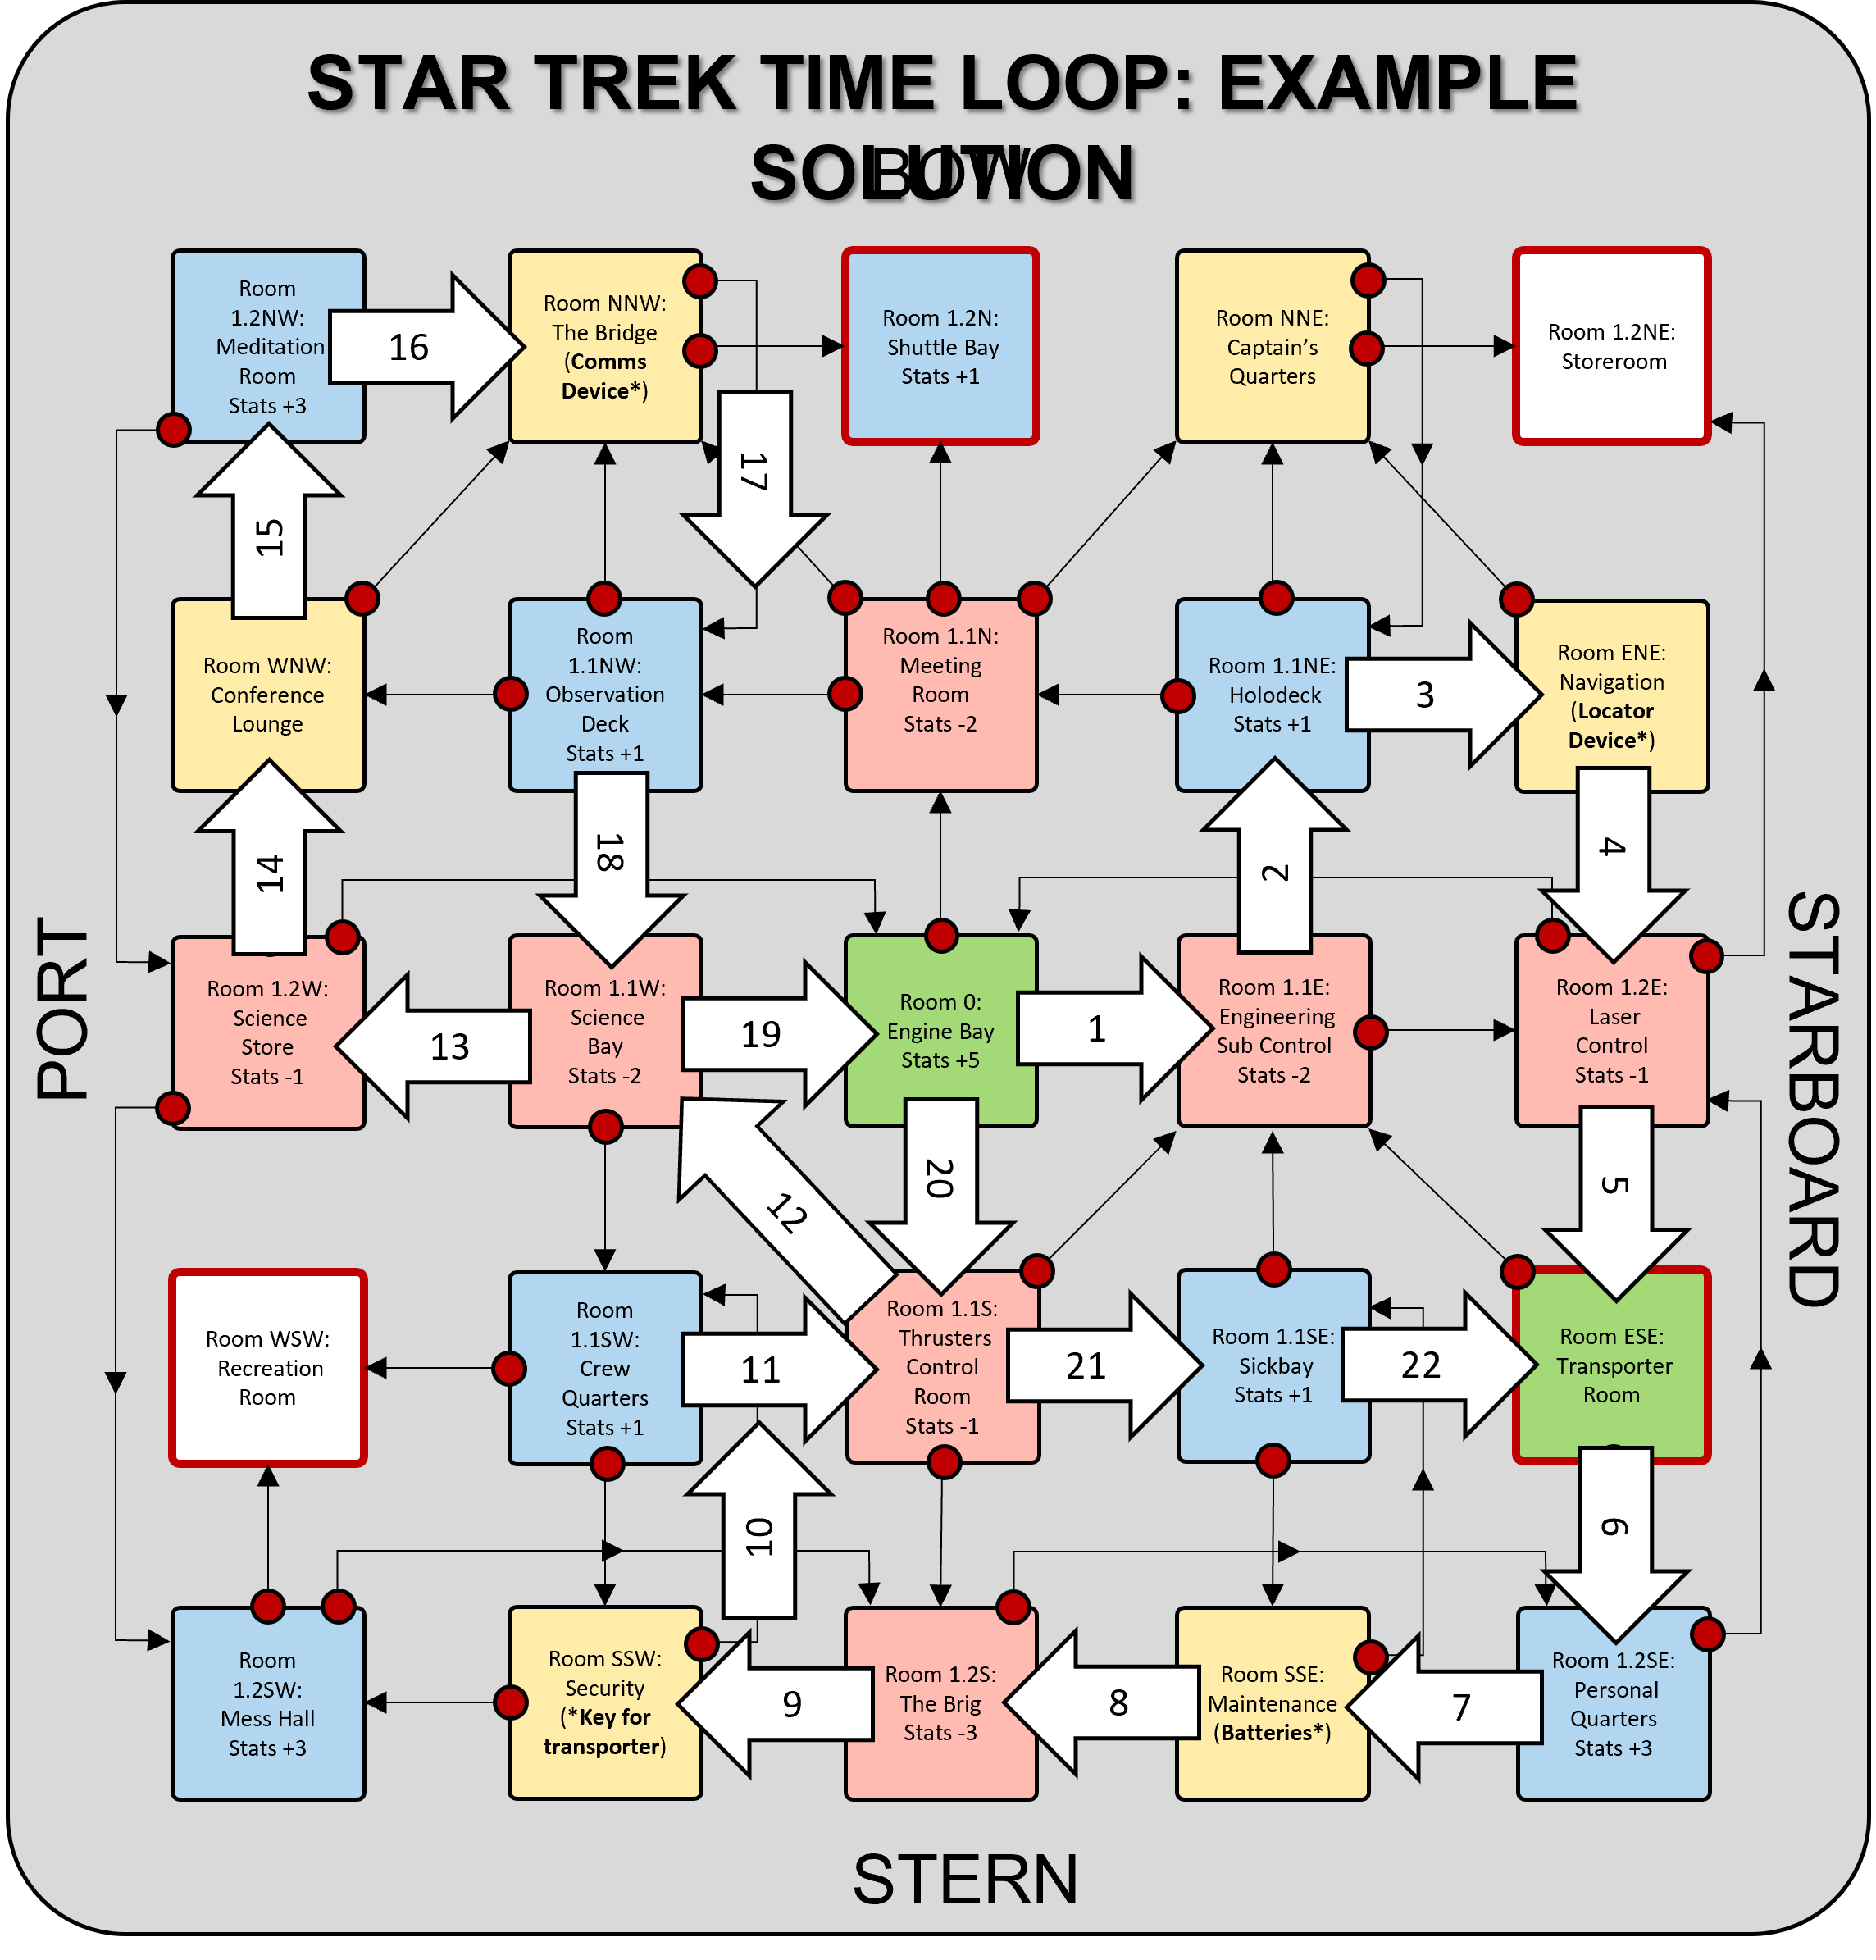 STAR TREK TIME LOOP: EXAMPLE
SOLUTION
BOW
Room
1.2NW:
Meditation
Room
Stats +3
16
Room NNW:
The Bridge
(Comms
Device*)
Room 1.2N:
Shuttle Bay
Stats +1
Room NNE:
Captain’s
Quarters
Room 1.2NE:
Storeroom
15
17
Room WNW:
Conference
Lounge
Room
1.1NW:
Observation
Deck
Stats +1
Room 1.1N:
Meeting
Room
Stats -2
Room 1.1NE:
Holodeck
Stats +1
3
Room ENE:
Navigation
(Locator
Device*)
14
18
2
4
PORT
STARBOARD
Room 1.2W:
Science
Store
Stats -1
13
Room 1.1W:
Science
Bay
Stats -2
19
Room 0:
Engine Bay
Stats +5
1
Room 1.1E:
Engineering
Sub Control
Stats -2
Room 1.2E:
Laser
Control
Stats -1
12
20
5
Room WSW:
Recreation
Room
Room
1.1SW:
Crew
Quarters
Stats +1
11
Room 1.1S:
Thrusters
Control
Room
Stats -1
21
Room 1.1SE:
Sickbay
Stats +1
22
Room ESE:
Transporter
Room
10
6
Room
1.2SW:
Mess Hall
Stats +3
Room SSW:
Security
(*Key for
transporter)
9
Room 1.2S:
The Brig
Stats -3
8
Room SSE:
Maintenance
(Batteries*)
7
Room 1.2SE:
Personal
Quarters
Stats +3
STERN